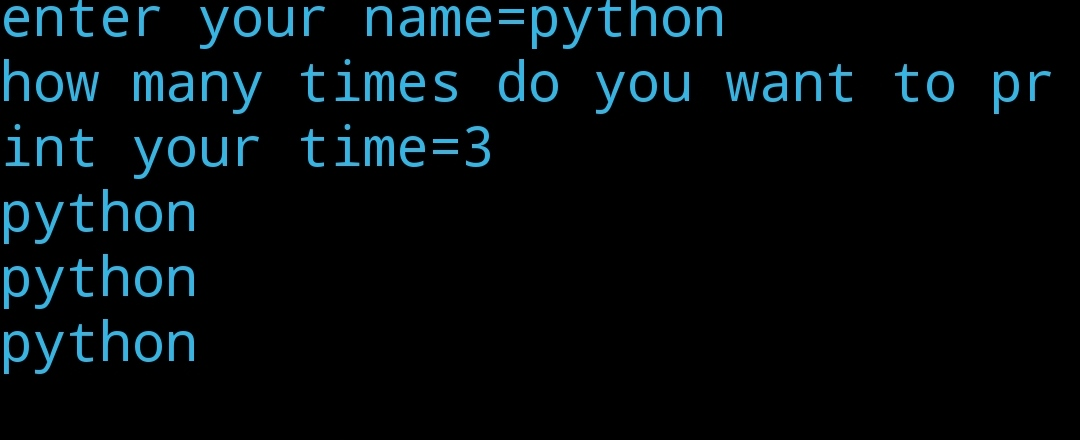 enter your name=python
how many times do you want to pr
int your time=3
python
python
python